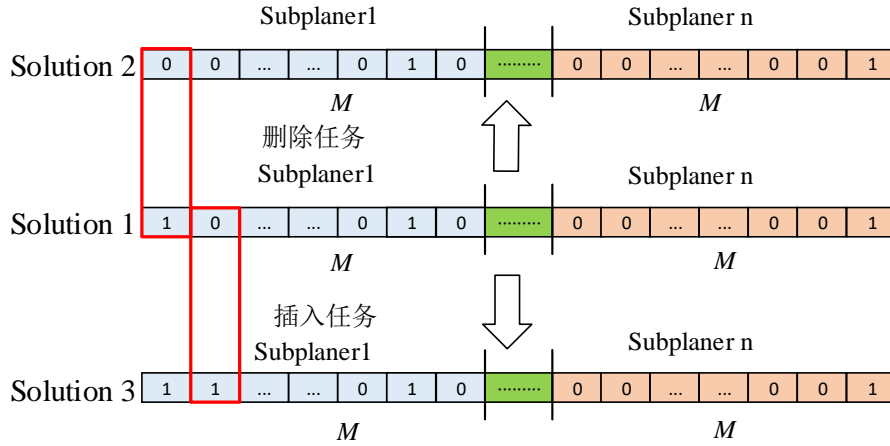 Subplaner1 Subplaner n
Solution 2 0 0 ... ... 0 1 0 ········· 0 0 ... ... 0 0 1
M M
删除任务
Subplaner1 Subplaner n
Solution 1 1 0 ... ... 0 1 0 ········· 0 0 ... ... 0 0 1
M M
插入任务
Subplaner1 Subplaner n
Solution 3 1 1 ... ... 0 1 0 ········· 0 0 ... ... 0 0 1
M M